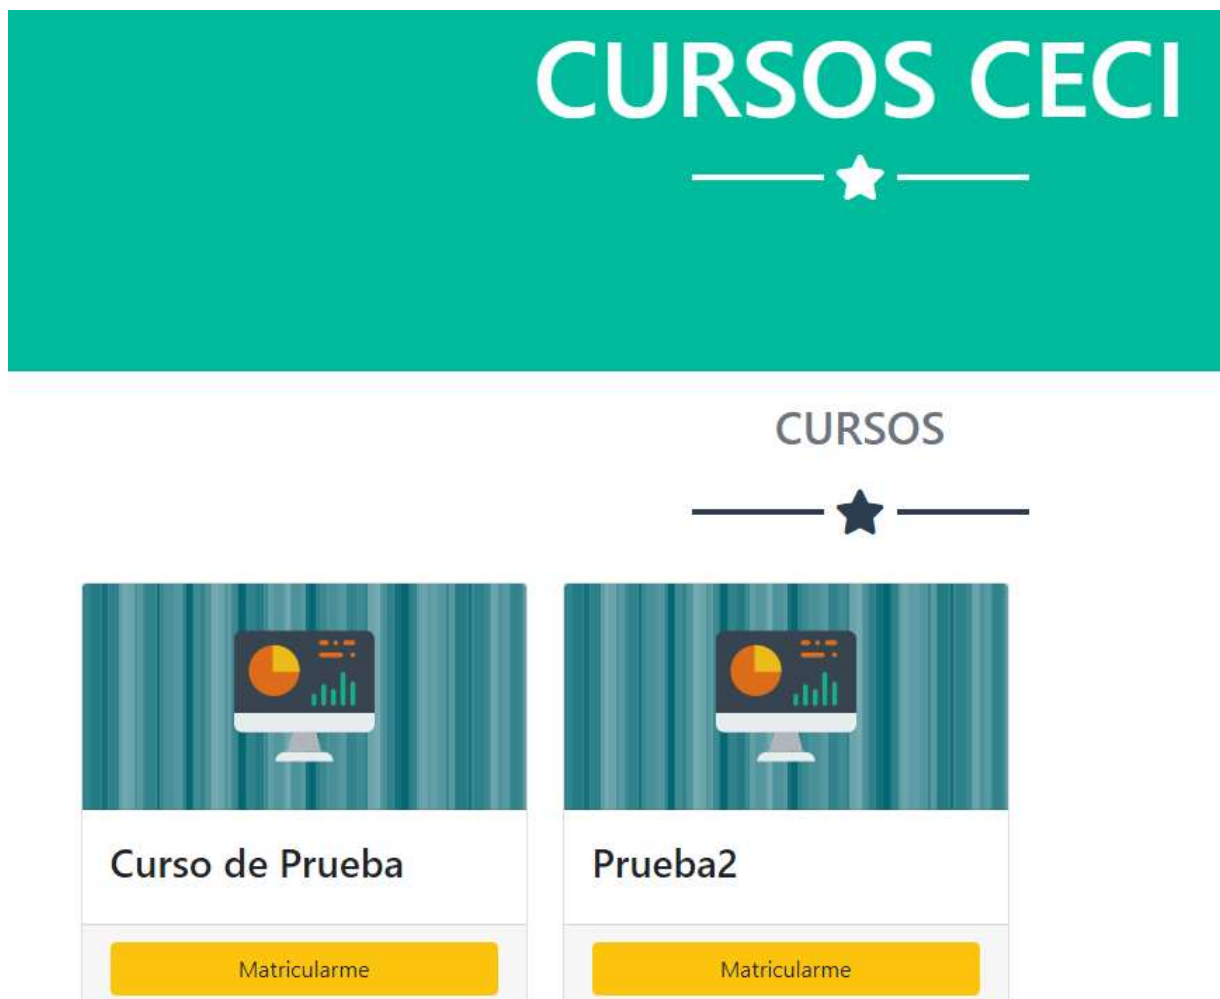 CURSOS CECI
CURSOS
Curso de Prueba
Prueba2
Matricularme
Matricularme